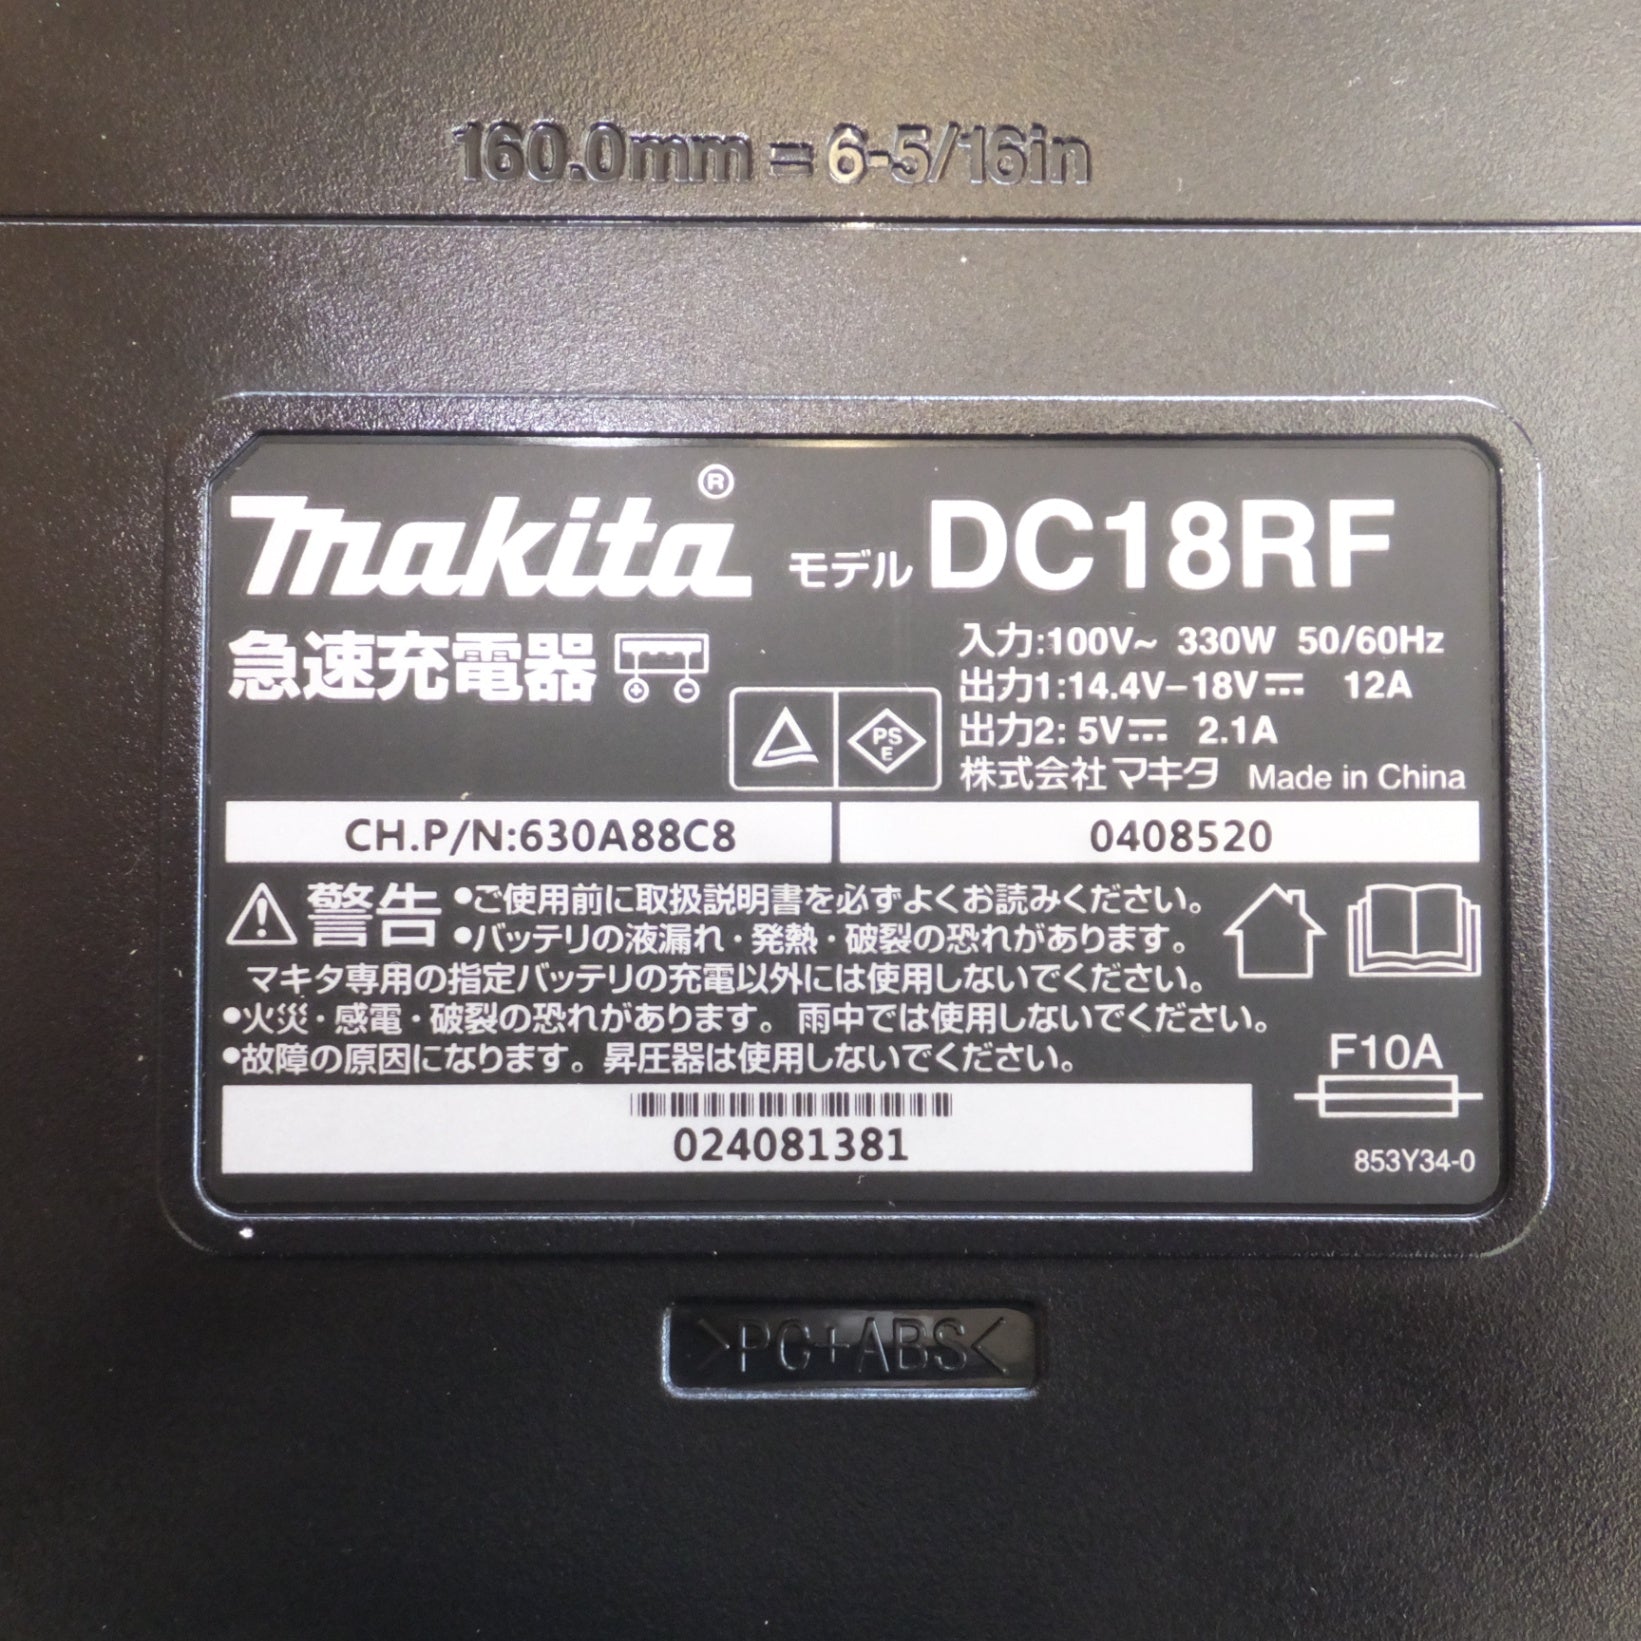 160.0mm = 6-5/16in
makita® モデル DC18RF
急速充電器
入力:100V~ 330W 50/60Hz
出力1:14.4V–18V⎓ 12A
出力2: 5V⎓ 2.1A
PS
E
株式会社マキタ Made in China
CH.P/N:630A88C8
0408520
警告 •ご使用前に取扱説明書を必ずよくお読みください。
•バッテリの液漏れ・発熱・破裂の恐れがあります。
マキタ専用の指定バッテリの充電以外には使用しないでください。
•火災・感電・破裂の恐れがあります。雨中では使用しないでください。
•故障の原因になります。昇圧器は使用しないでください。
F10A
024081381
853Y34-0
>PC+ABS<